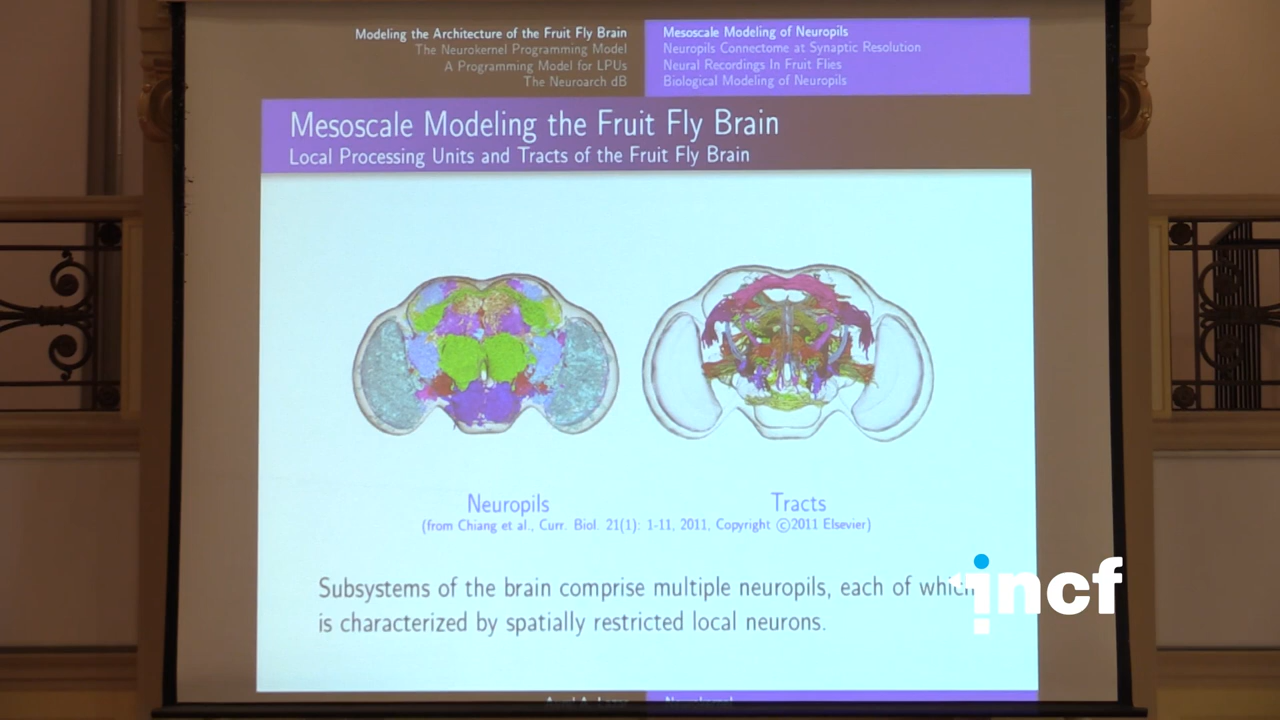 Modeling the Architecture of the Fruit Fly Brain
The Neurokernel Programming Model
A Programming Model for LPUs
The Neuroarch dB
Mesoscale Modeling of Neuropils
Neuropils Connectome at Synaptic Resolution
Neural Recordings In Fruit Flies
Biological Modeling of Neuropils
Mesoscale Modeling the Fruit Fly Brain
Local Processing Units and Tracts of the Fruit Fly Brain
Neuropils
Tracts
(from Chiang et al., Curr. Biol. 21(1): 1-11, 2011, Copyright ©2011 Elsevier)
Subsystems of the brain comprise multiple neuropils, each of which
is characterized by spatially restricted local neurons.
incf